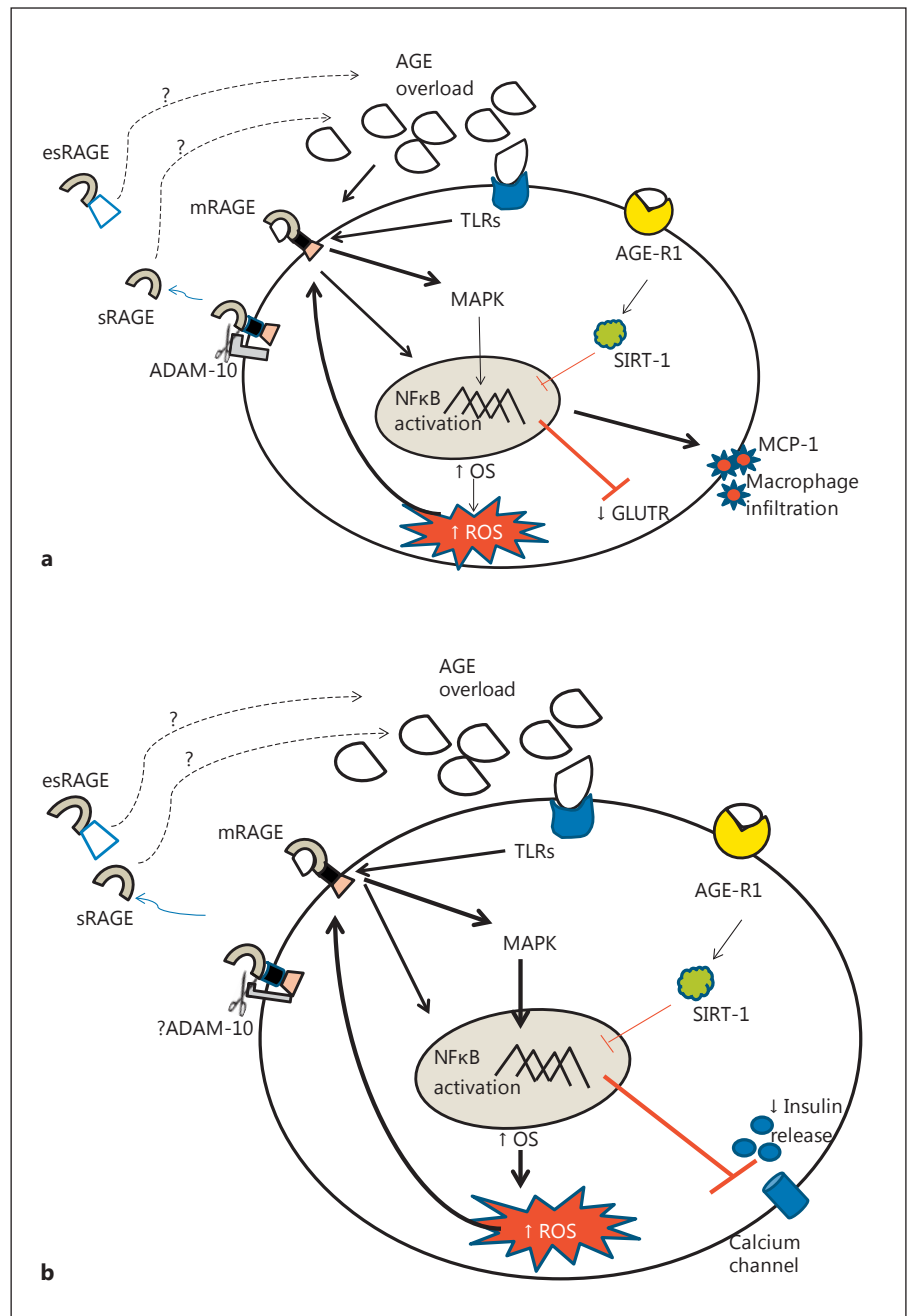 AGE
overload
?
?
esRAGE
mRAGE
TLRs
AGE-R1
sRAGE
MAPK
ADAM-10
SIRT-1
NFκB
activation
↑ OS
MCP-1
Macrophage
infiltration
↓ GLUTR
↑ ROS
a
AGE
overload
?
?
esRAGE
mRAGE
TLRs
sRAGE
AGE-R1
MAPK
?ADAM-10
SIRT-1
NFκB
activation
↑ OS
↓ Insulin
release
↑ ROS
Calcium
channel
b